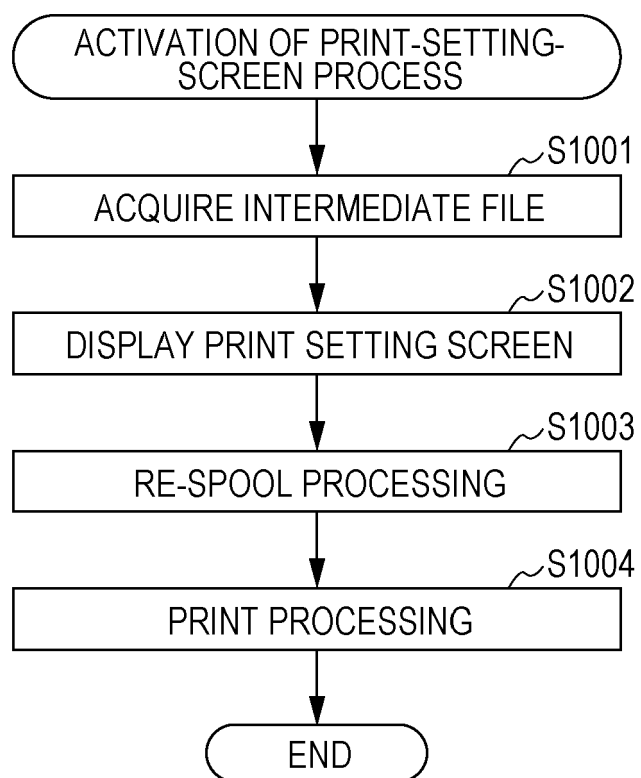 ACTIVATION OF PRINT-SETTING-
SCREEN PROCESS
S1001
ACQUIRE INTERMEDIATE FILE
S1002
DISPLAY PRINT SETTING SCREEN
S1003
RE-SPOOL PROCESSING
S1004
PRINT PROCESSING
END